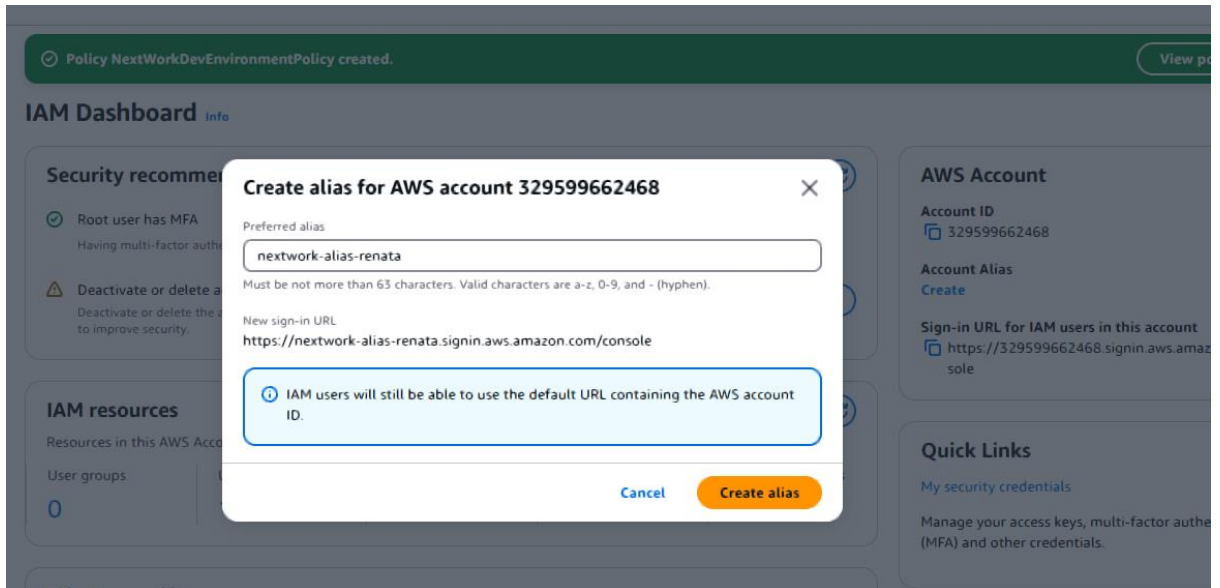 Policy NextWorkDevEnvironmentPolicy created.
View
IAM Dashboard Info
Security
Root user has MFA
Having multi-factor
Deactivate or delete
Deactivate or delete the
to improve security.
Create alias for AWS account 329599662468
Preferred alias
nextwork-alias-renata
Must be not more than 63 characters. Valid characters are a-z, 0-9, and - (hyphen).
New sign-in URL
https://nextwork-alias-renata.signin.aws.amazon.com/console
IAM users will still be able to use the default URL containing the AWS account
ID.
Cancel
Create alias
IAM resources
Resources in this AWS
User groups
0
AWS Account
Account ID
329599662468
Account Alias
Create
Sign-in URL for IAM users in this account
https://329599662468.signin.aws.amaz
sole
Quick Links
My security credentials
Manage your access keys, multi-factor
(MFA) and other credentials.